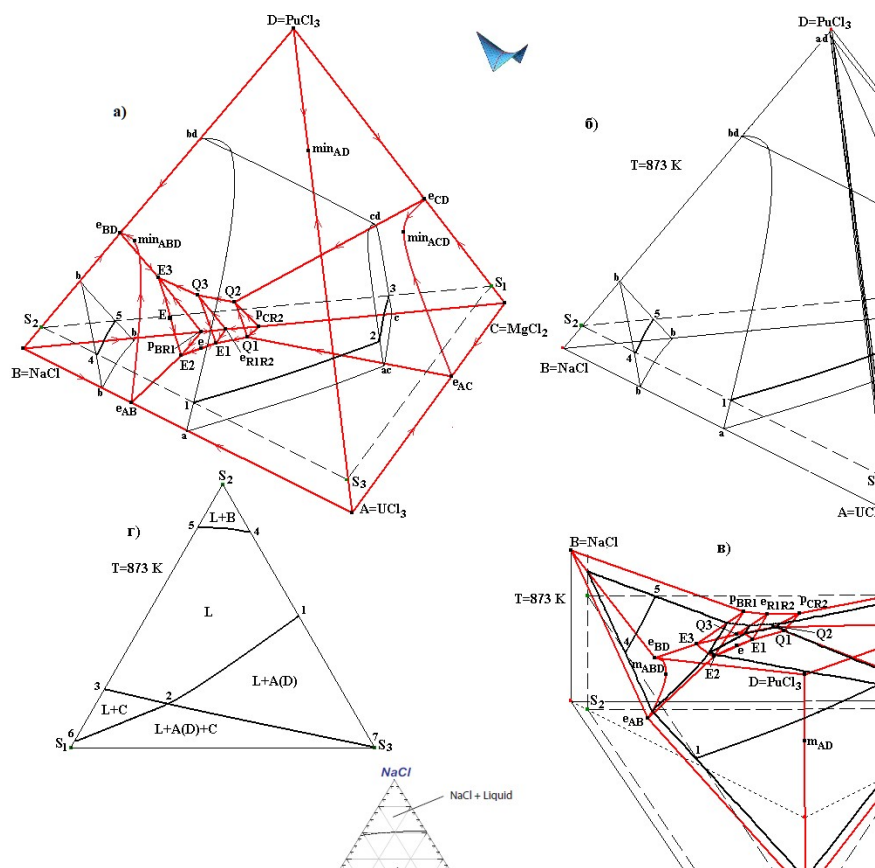 D=PuCl3
а)
bd
minAD
eCD
cd
minACD
eBD
minABD
b
E3
Q3
Q2
S1
S2
5
E
3
pCR2
c
C=MgCl2
b
pBR1
e
Q1
2
4
E2
E1
eR1R2
B=NaCl
b
eAB
1
ac
eAC
a
S3
A=UCl3
D=PuCl3
ad
б)
bd
T=873 K
b
S2
5
b
4
B=NaCl
b
1
a
S
A=UCl3
г)
S2
L+B
5
4
T=873 K
L
1
L+A(D)
3
2
L+C
6
L+A(D)+C
7
S1
S3
NaCl
NaCl + Liquid
в)
B=NaCl
T=873 K
5
pBR1
eR1R2
pCR2
Q3
4
eBD
E3
e
E1
Q1
Q2
mABD
E2
D=PuCl3
S2
eAB
mAD
1